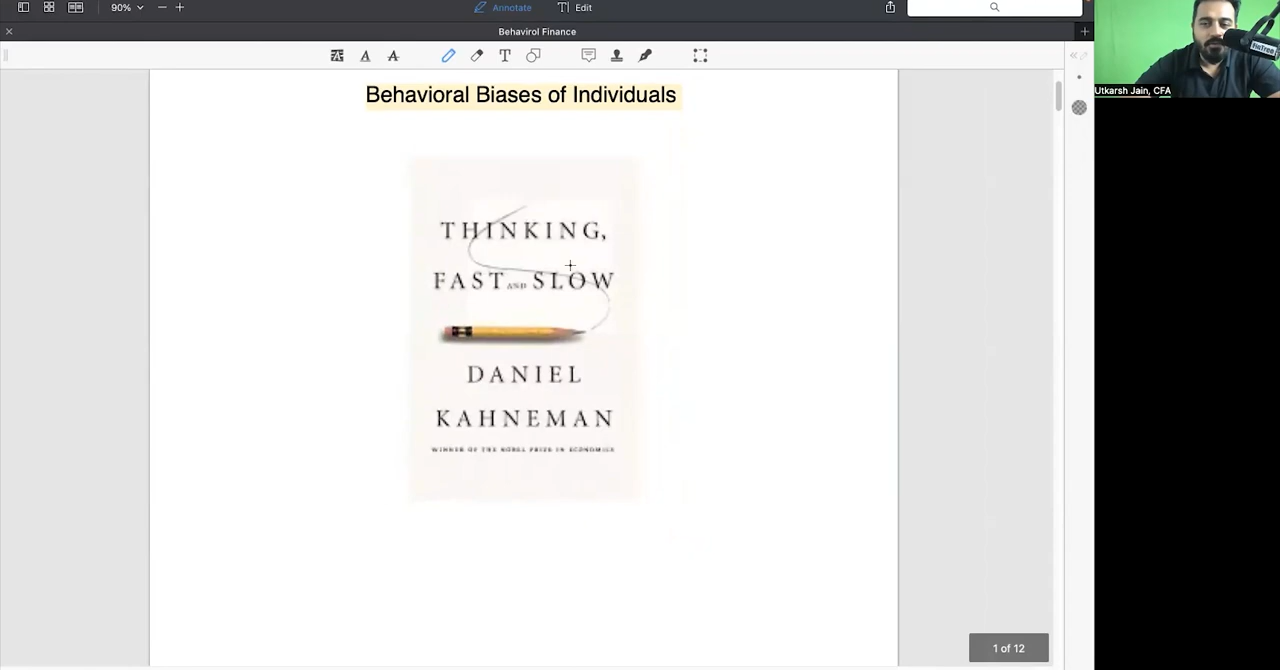 90%
Annotate
T Edit
Behavirol Finance
A
A
T
Behavioral Biases of Individuals
THINKING,
FAST AND SLOW
DANIEL
KAHNEMAN
WINNER OF THE NOBEL PRIZE IN ECONOMICS
1 of 12
FinTree
Utkarsh Jain, CFA